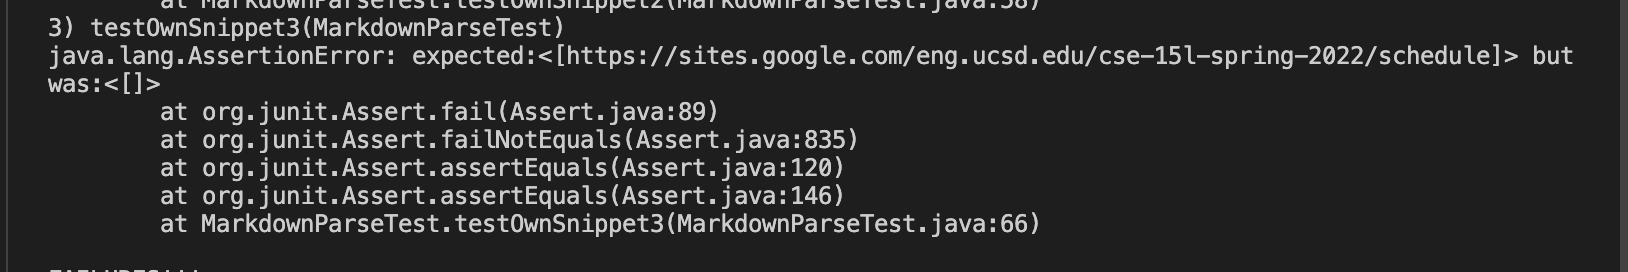 at MarkdownParseTest.testOwnSnippet2(MarkdownParseTest.java:58)
3) testOwnSnippet3(MarkdownParseTest)
java.lang.AssertionError: expected:<[https://sites.google.com/eng.ucsd.edu/cse-15l-spring-2022/schedule]> but
was:<[]>
at org.junit.Assert.fail(Assert.java:89)
at org.junit.Assert.failNotEquals(Assert.java:835)
at org.junit.Assert.assertEquals(Assert.java:120)
at org.junit.Assert.assertEquals(Assert.java:146)
at MarkdownParseTest.testOwnSnippet3(MarkdownParseTest.java:66)
FAILURES!!!